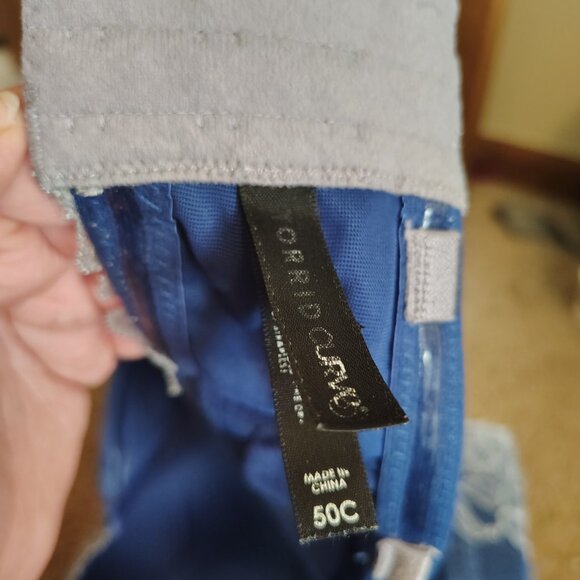 TORRID CURVE
MADE IN
CHINA
50C